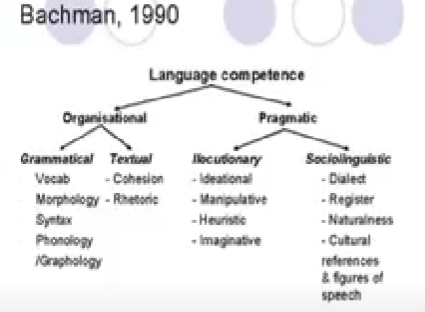 Bachman, 1990
Language competence
Organisational Pragmatic
Grammatical Textual Ilocutionary Sociolinguistic
Vocab - Cohesion - Ideational - Dialect
Morphology - Rhetoric - Manipulative - Register
Syntax - Heuristic - Naturalness
Phonology - Imaginative - Cultural
/Graphology references
& figures of
speech